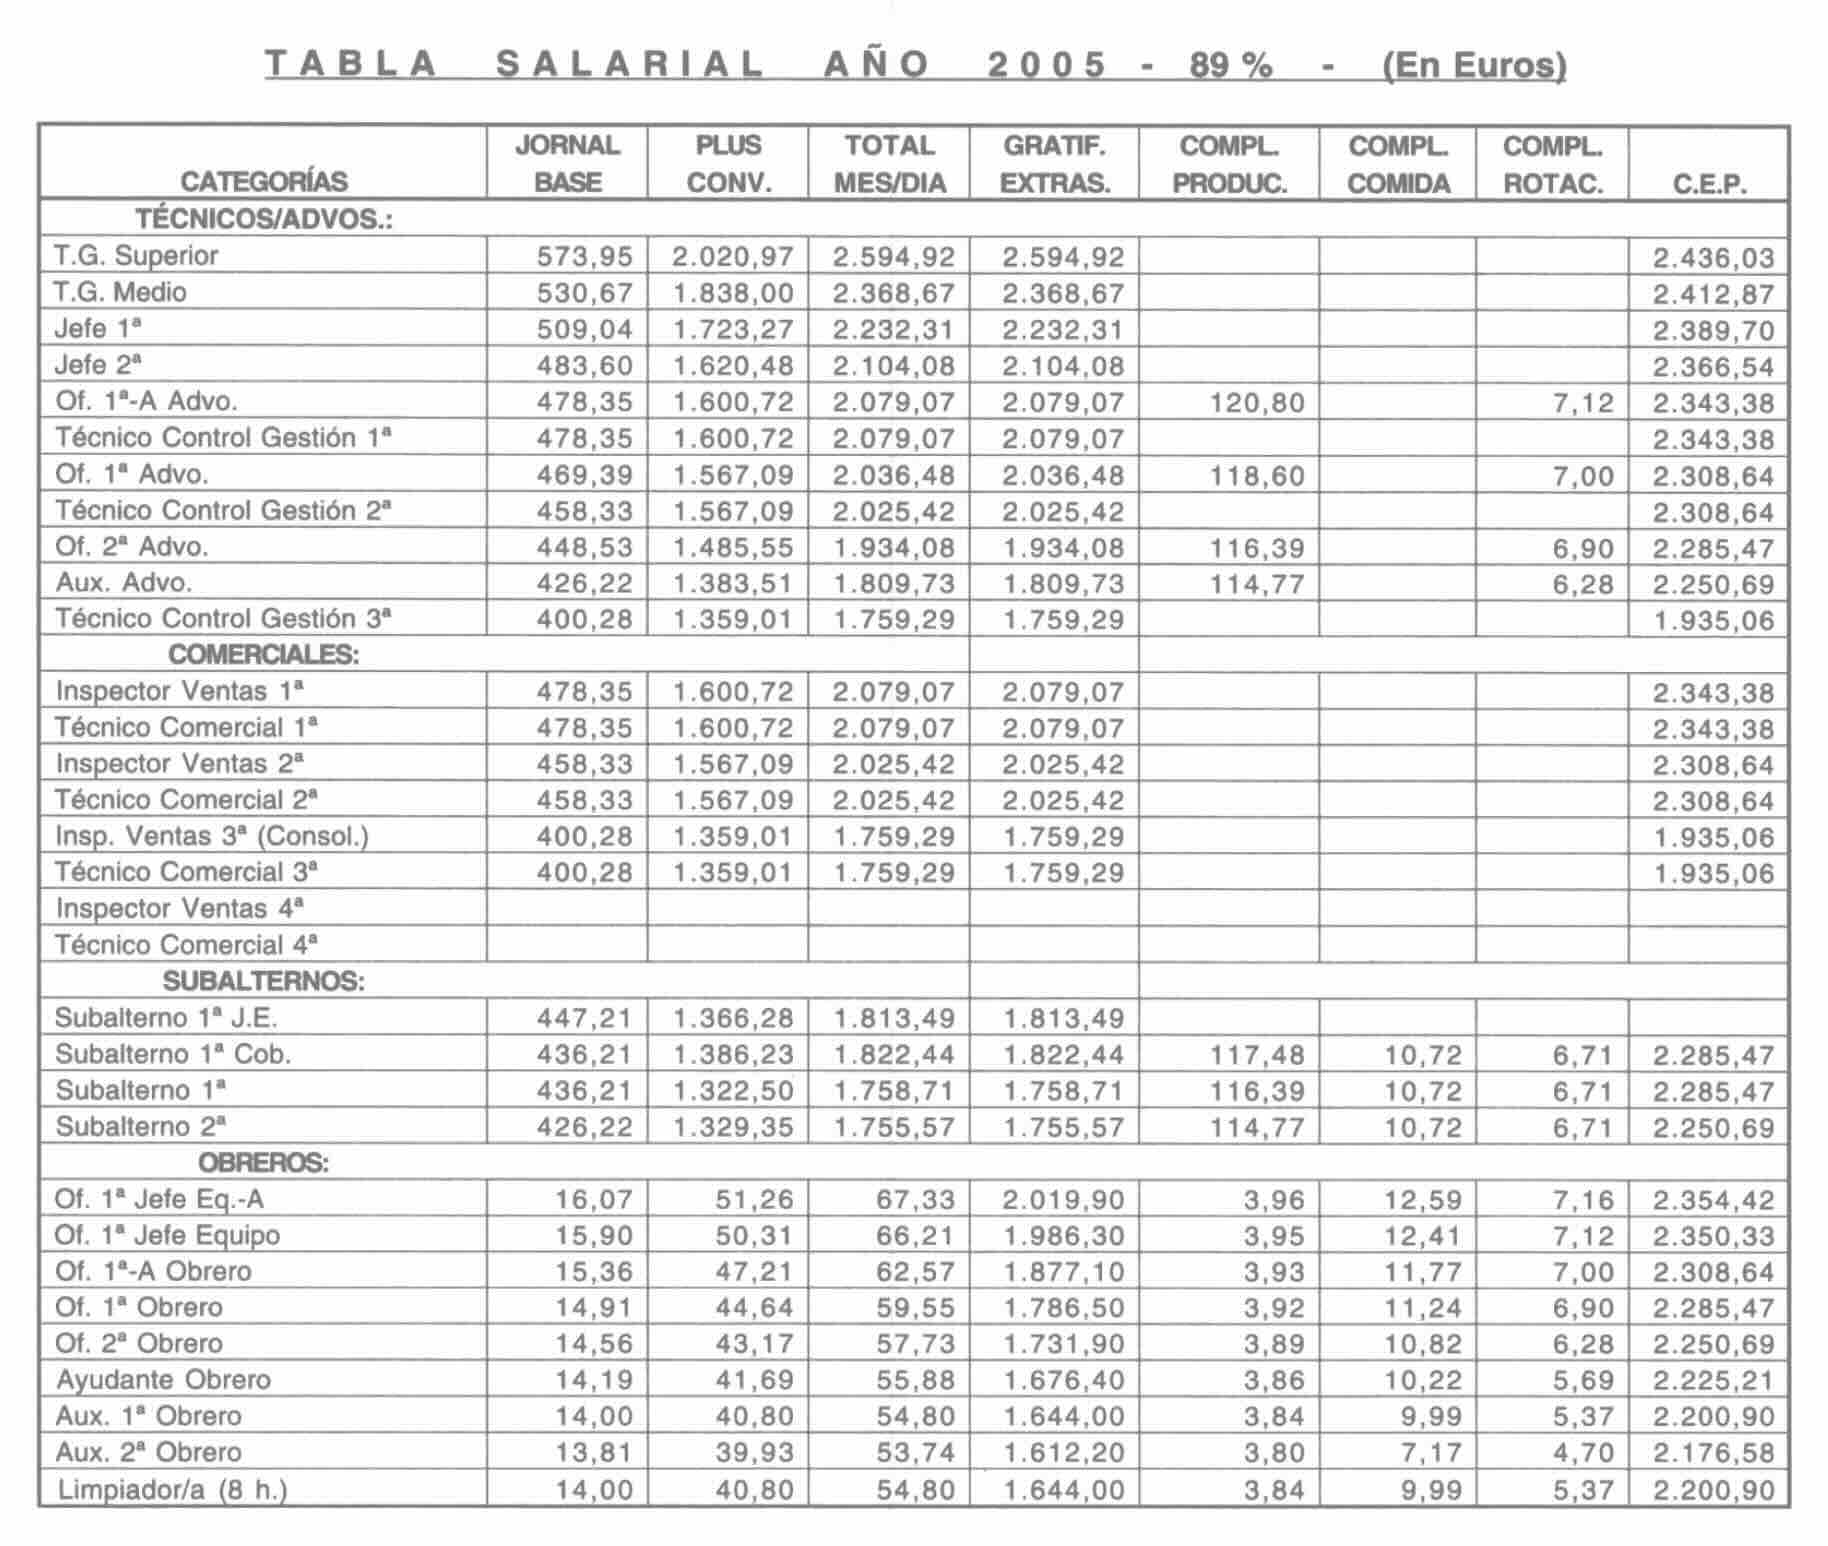 TABLA SALARIAL AÑO 2005 - 89 % - (En Euros)
CATEGORÍAS JORNAL BASE PLUS CONV. TOTAL MES/DIA GRATIF. EXTRAS. COMPL. PRODUC. COMPL. COMIDA COMPL. ROTAC. C.E.P.
TÉCNICOS/ADVOS.:
T.G. Superior 573,95 2.020,97 2.594,92 2.594,92 2.436,03
T.G. Medio 530,67 1.838,00 2.368,67 2.368,67 2.412,87
Jefe 1ª 509,04 1.723,27 2.232,31 2.232,31 2.389,70
Jefe 2ª 483,60 1.620,48 2.104,08 2.104,08 2.366,54
Of. 1ª-A Advo. 478,35 1.600,72 2.079,07 2.079,07 120,80 7,12 2.343,38
Técnico Control Gestión 1ª 478,35 1.600,72 2.079,07 2.079,07 2.343,38
Of. 1ª Advo. 469,39 1.567,09 2.036,48 2.036,48 118,60 7,00 2.308,64
Técnico Control Gestión 2ª 458,33 1.567,09 2.025,42 2.025,42 2.308,64
Of. 2ª Advo. 448,53 1.485,55 1.934,08 1.934,08 116,39 6,90 2.285,47
Aux. Advo. 426,22 1.383,51 1.809,73 1.809,73 114,77 6,28 2.250,69
Técnico Control Gestión 3ª 400,28 1.359,01 1.759,29 1.759,29 1.935,06
COMERCIALES:
Inspector Ventas 1ª 478,35 1.600,72 2.079,07 2.079,07 2.343,38
Técnico Comercial 1ª 478,35 1.600,72 2.079,07 2.079,07 2.343,38
Inspector Ventas 2ª 458,33 1.567,09 2.025,42 2.025,42 2.308,64
Técnico Comercial 2ª 458,33 1.567,09 2.025,42 2.025,42 2.308,64
Insp. Ventas 3ª (Consol.) 400,28 1.359,01 1.759,29 1.759,29 1.935,06
Técnico Comercial 3ª 400,28 1.359,01 1.759,29 1.759,29 1.935,06
Inspector Ventas 4ª
Técnico Comercial 4ª
SUBALTERNOS:
Subalterno 1ª J.E. 447,21 1.366,28 1.813,49 1.813,49
Subalterno 1ª Cob. 436,21 1.386,23 1.822,44 1.822,44 117,48 10,72 6,71 2.285,47
Subalterno 1ª 436,21 1.322,50 1.758,71 1.758,71 116,39 10,72 6,71 2.285,47
Subalterno 2ª 426,22 1.329,35 1.755,57 1.755,57 114,77 10,72 6,71 2.250,69
OBREROS:
Of. 1ª Jefe Eq.-A 16,07 51,26 67,33 2.019,90 3,96 12,59 7,16 2.354,42
Of. 1ª Jefe Equipo 15,90 50,31 66,21 1.986,30 3,95 12,41 7,12 2.350,33
Of. 1ª-A Obrero 15,36 47,21 62,57 1.877,10 3,93 11,77 7,00 2.308,64
Of. 1ª Obrero 14,91 44,64 59,55 1.786,50 3,92 11,24 6,90 2.285,47
Of. 2ª Obrero 14,56 43,17 57,73 1.731,90 3,89 10,82 6,28 2.250,69
Ayudante Obrero 14,19 41,69 55,88 1.676,40 3,86 10,22 5,69 2.225,21
Aux. 1ª Obrero 14,00 40,80 54,80 1.644,00 3,84 9,99 5,37 2.200,90
Aux. 2ª Obrero 13,81 39,93 53,74 1.612,20 3,80 7,17 4,70 2.176,58
Limpiador/a (8 h.) 14,00 40,80 54,80 1.644,00 3,84 9,99 5,37 2.200,90